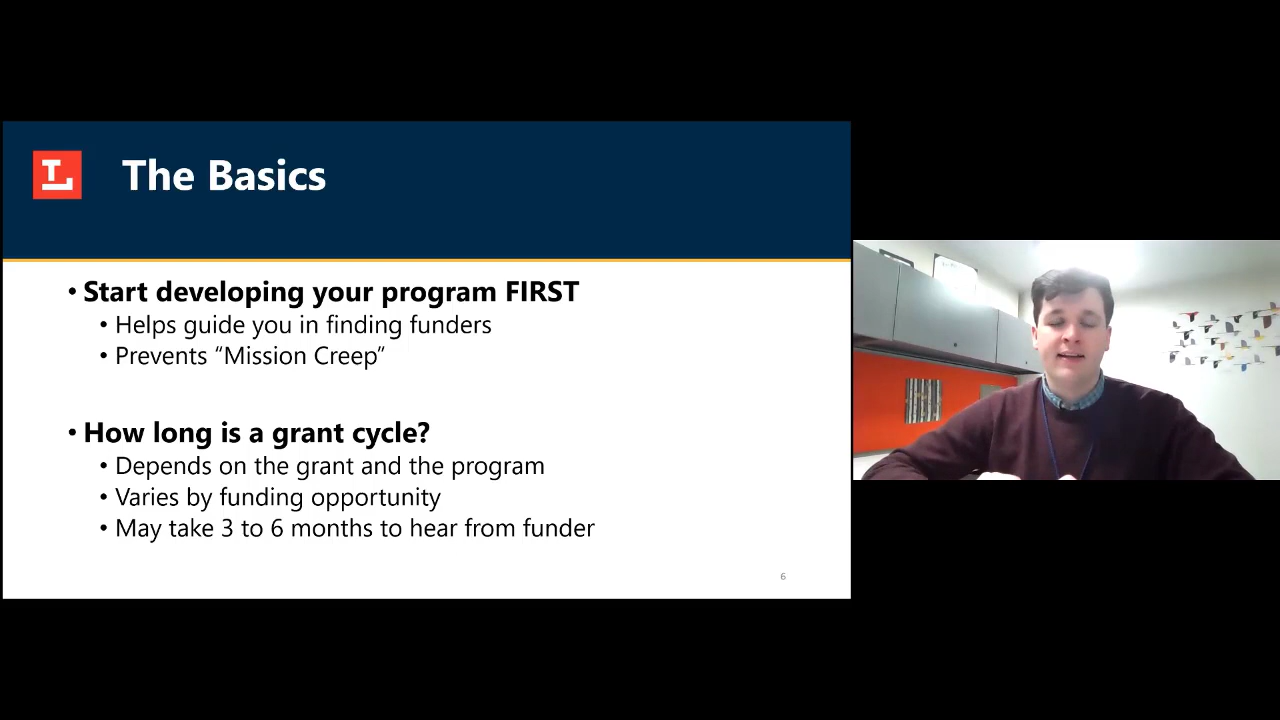 TL
The Basics
• Start developing your program FIRST
• Helps guide you in finding funders
• Prevents “Mission Creep”
• How long is a grant cycle?
• Depends on the grant and the program
• Varies by funding opportunity
• May take 3 to 6 months to hear from funder
6